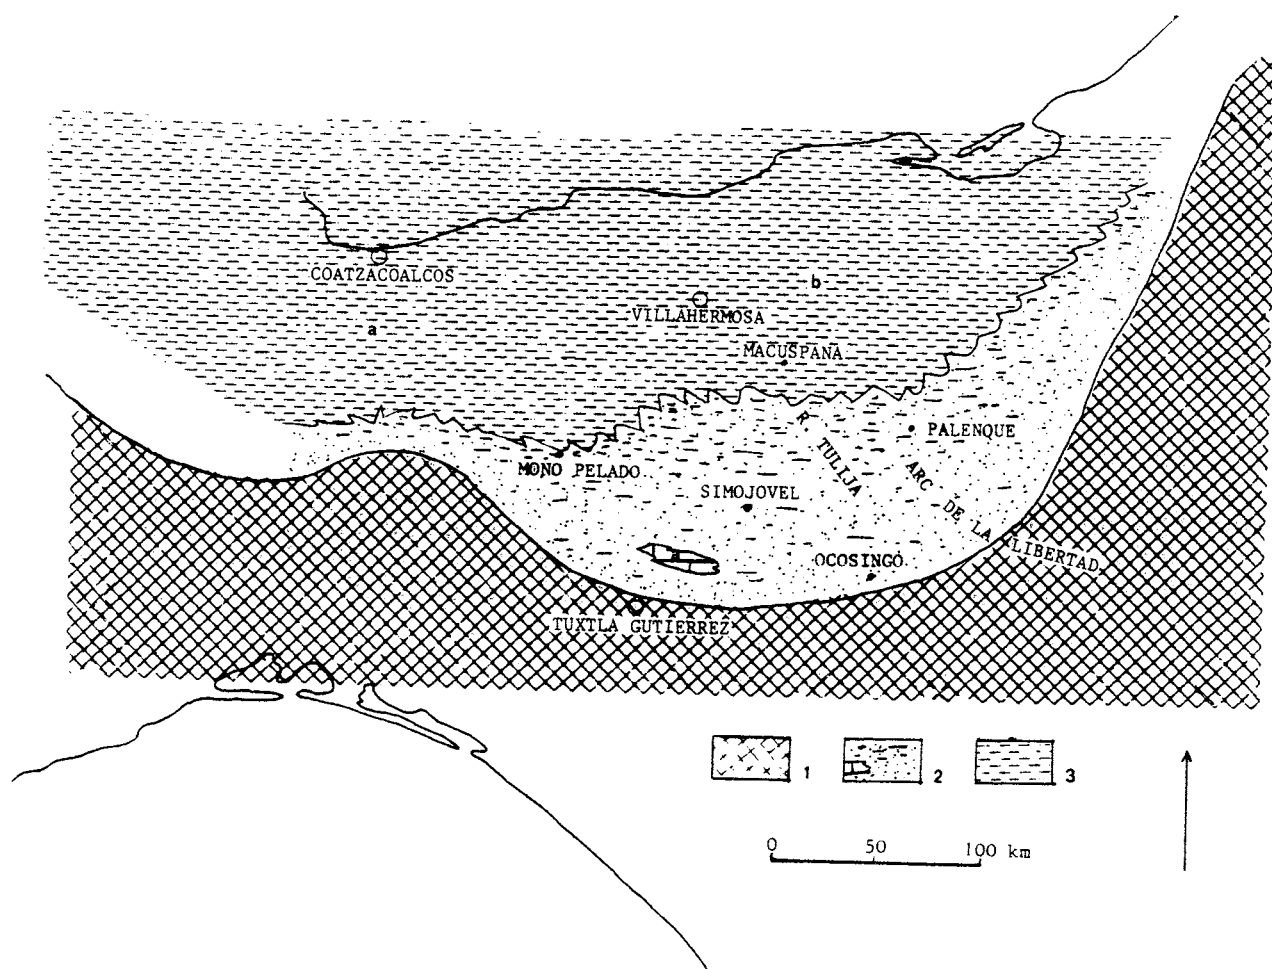 COATZACOALCOS
a
b
VILLAHERMOSA
MACUSPANA
R. TULIJA
PALENQUE
MONO PELADO
SIMOJOVEL
ARC DE LA LIBERTAD
OCOSINGO
TUXTLA GUTIERREZ
1
2
3
0 50 100 km